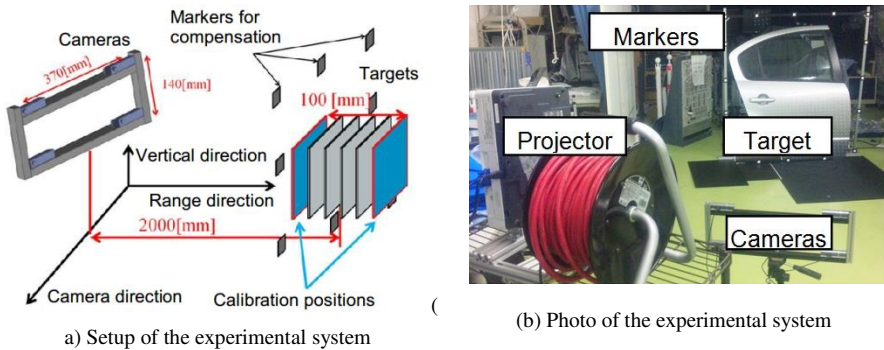 Markers for
compensation
Cameras
370[mm]
140[mm]
Targets
100 [mm]
Vertical direction
Range direction
2000[mm]
Camera direction
Calibration positions
(
a) Setup of the experimental system
Markers
Projector
Target
Cameras
(b) Photo of the experimental system